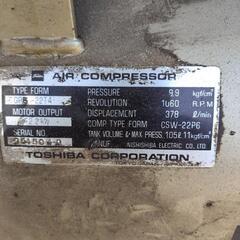 AIR COMPRESSOR
TYPE FORM PRESSURE 9.9 kgf/cm²
REVOLUTION 1060 R.P.M
MOTOR OUTPUT DISPLACEMENT 378 ℓ/min
COMP. TYPE FORM CSW-22P6
SERIAL NO. TANK VOLUME & MAX. PRESS. 105ℓ 11kgf/cm²
MANUF. NISHISHIBA ELECTRIC CO., LTD.
TOSHIBA CORPORATION